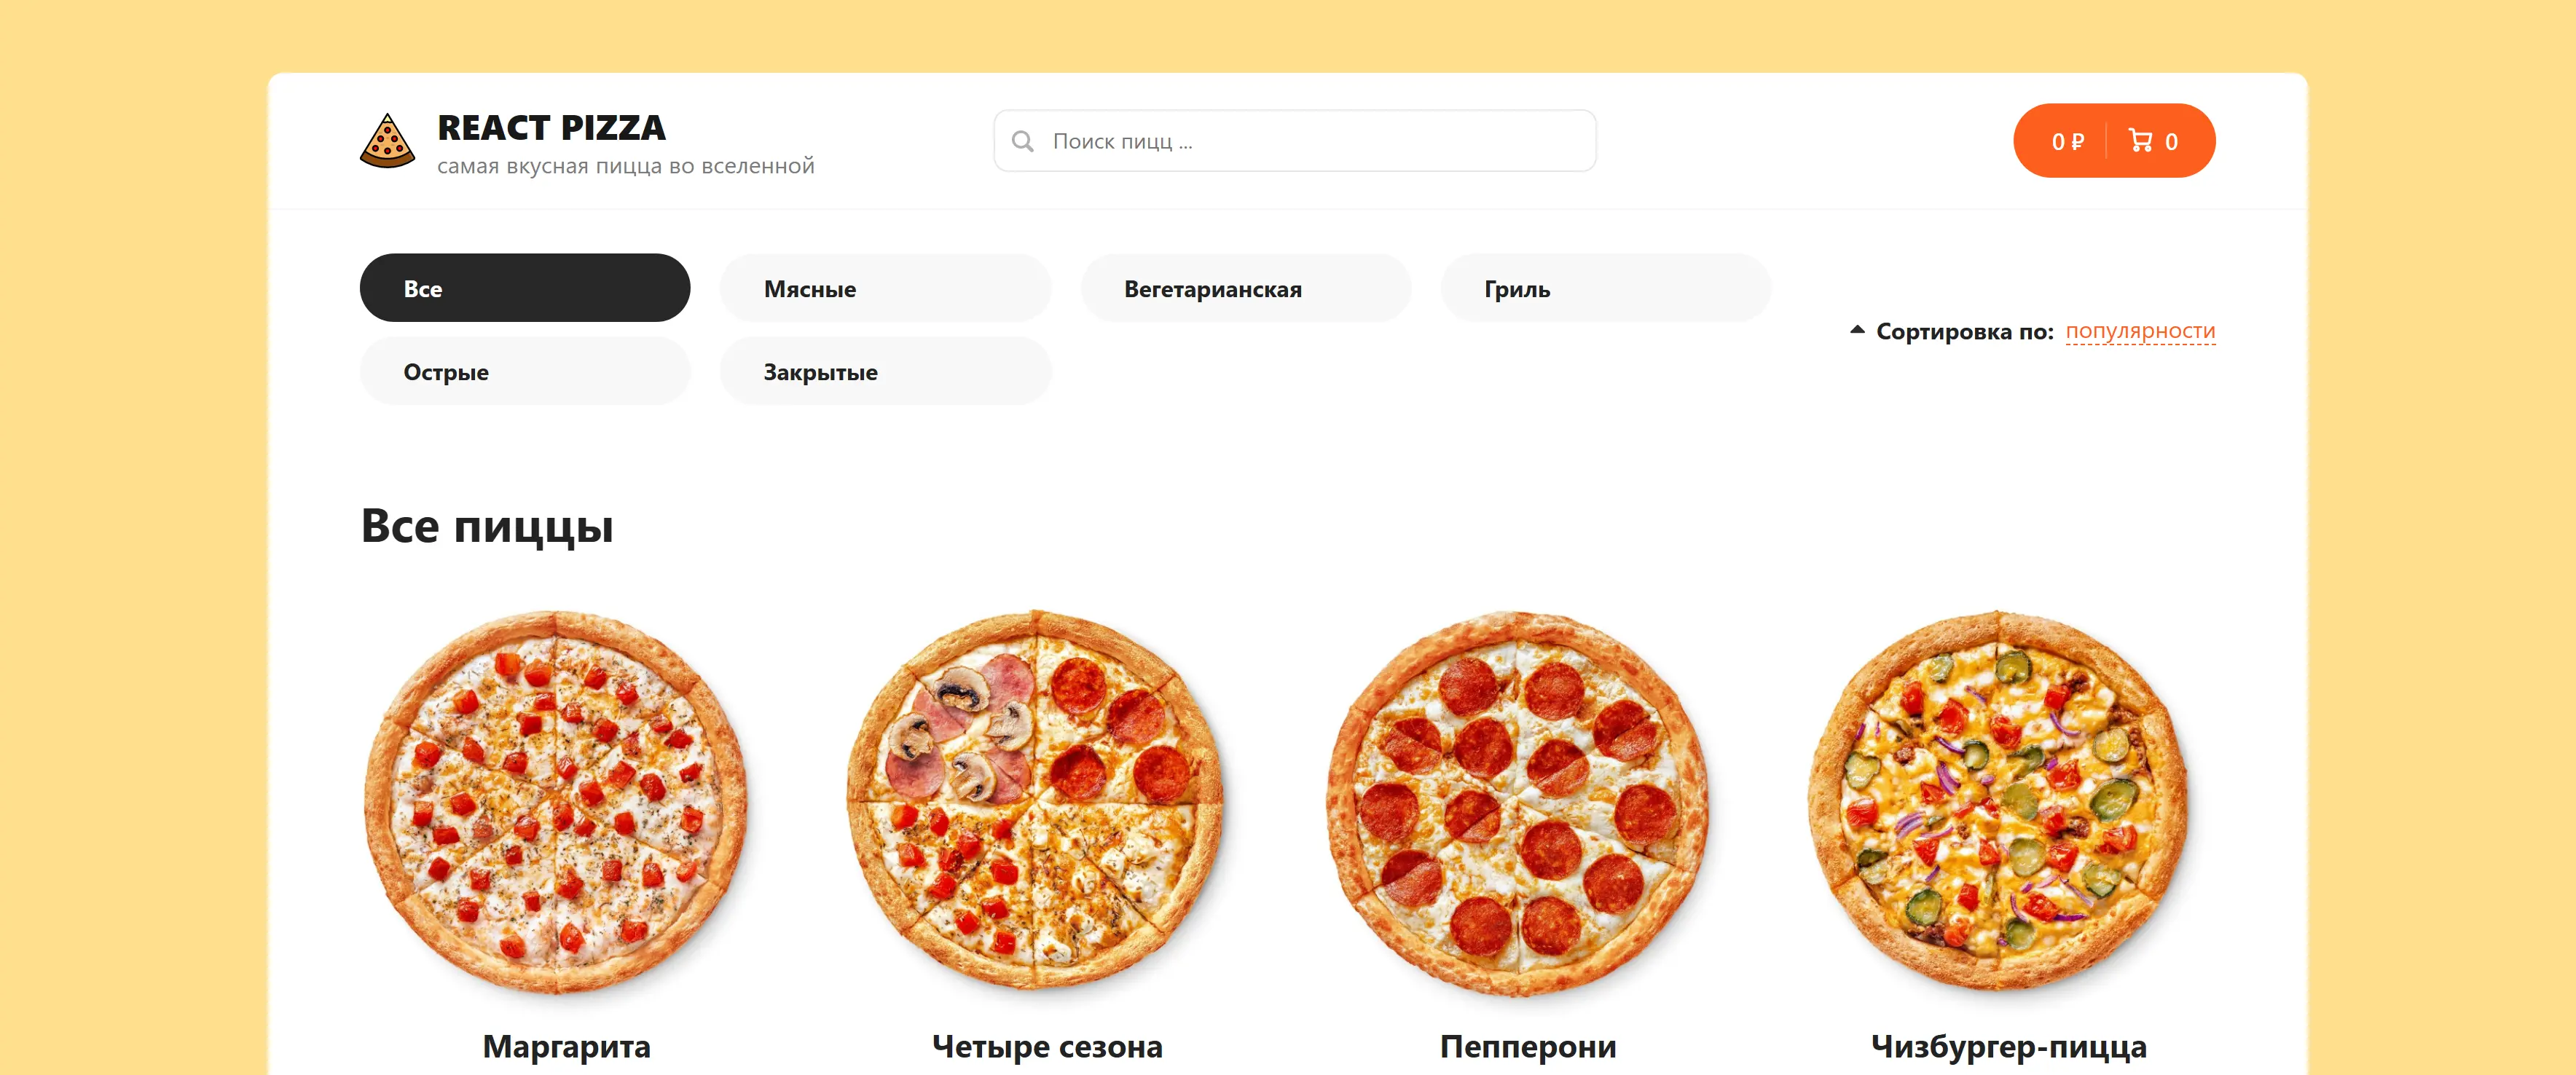 REACT PIZZA
самая вкусная пицца во вселенной
Поиск пицц ...
0 ₽ 0
Все Мясные Вегетарианская Гриль
Острые Закрытые
Сортировка по: популярности
Все пиццы
Маргарита Четыре сезона Пепперони Чизбургер-пицца